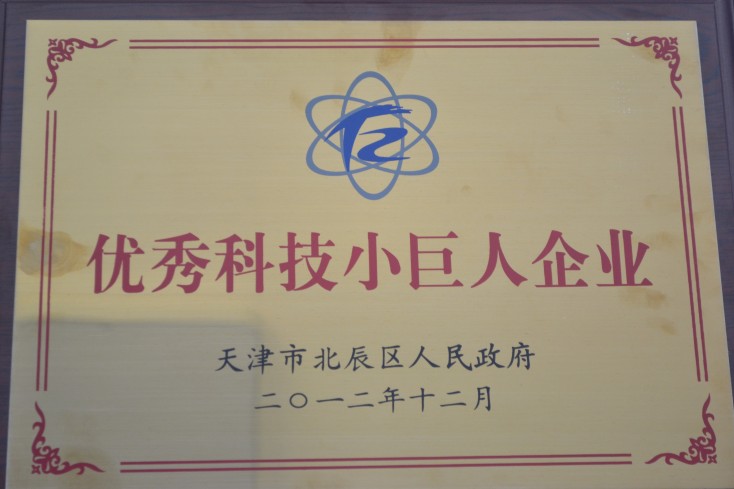 优秀科技小巨人企业
天津市北辰区人民政府
二〇一二年十二月